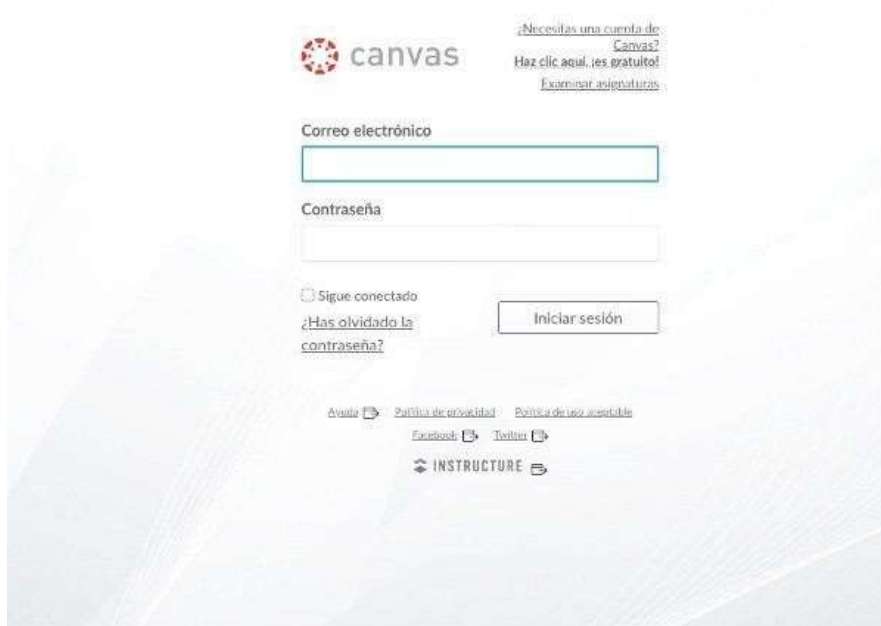 canvas
¿Necesitas una cuenta de
Canvas?
Haz clic aquí, ¡es gratuito!
Examinar asignaturas
Correo electrónico
Contraseña
Sigue conectado
¿Has olvidado la
contraseña?
Iniciar sesión
Ayuda Política de privacidad Política de uso aceptable
Facebook Twitter
INSTRUCTURE